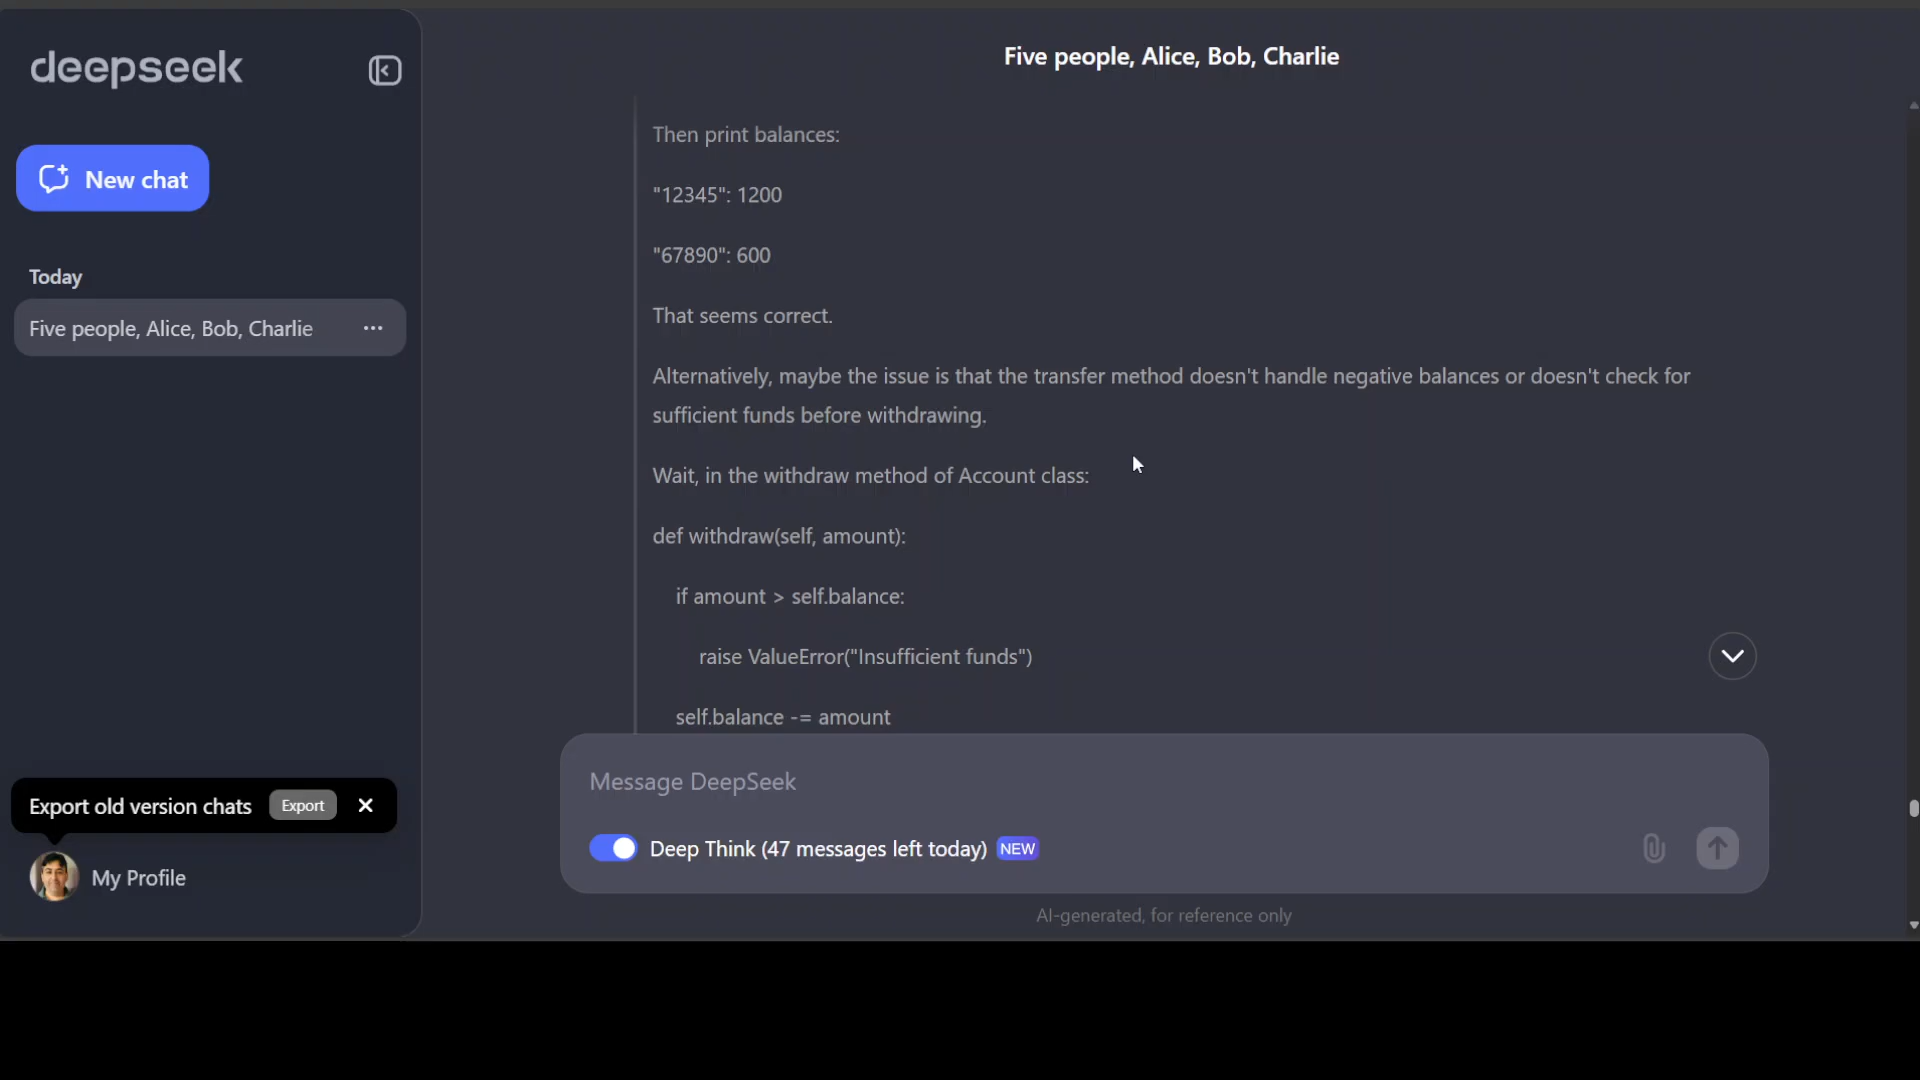 deepseek
New chat
Today
Five people, Alice, Bob, Charlie
Export old version chats Export
My Profile
Five people, Alice, Bob, Charlie
Then print balances:
"12345": 1200
"67890": 600
That seems correct.
Alternatively, maybe the issue is that the transfer method doesn't handle negative balances or doesn't check for
sufficient funds before withdrawing.
Wait, in the withdraw method of Account class:
def withdraw(self, amount):
if amount > self.balance:
raise ValueError("Insufficient funds")
self.balance -= amount
Message DeepSeek
Deep Think (47 messages left today) NEW
AI-generated, for reference only